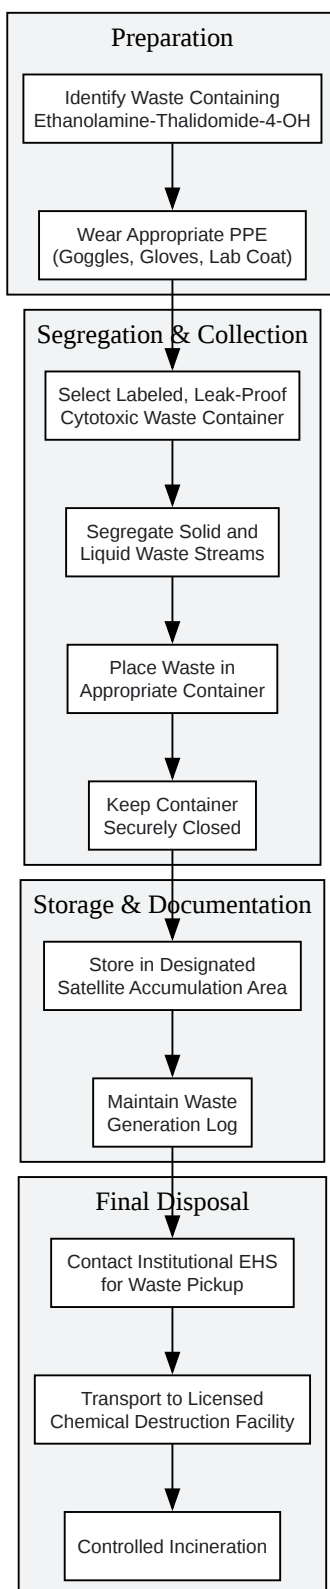 Preparation
Identify Waste Containing
Ethanolamine-Thalidomide-4-OH
Wear Appropriate PPE
(Goggles, Gloves, Lab Coat)
Segregation & Collection
Select Labeled, Leak-Proof
Cytotoxic Waste Container
Segregate Solid and
Liquid Waste Streams
Place Waste in
Appropriate Container
Keep Container
Securely Closed
Storage & Documentation
Store in Designated
Satellite Accumulation Area
Maintain Waste
Generation Log
Final Disposal
Contact Institutional EHS
for Waste Pickup
Transport to Licensed
Chemical Destruction Facility
Controlled Incineration